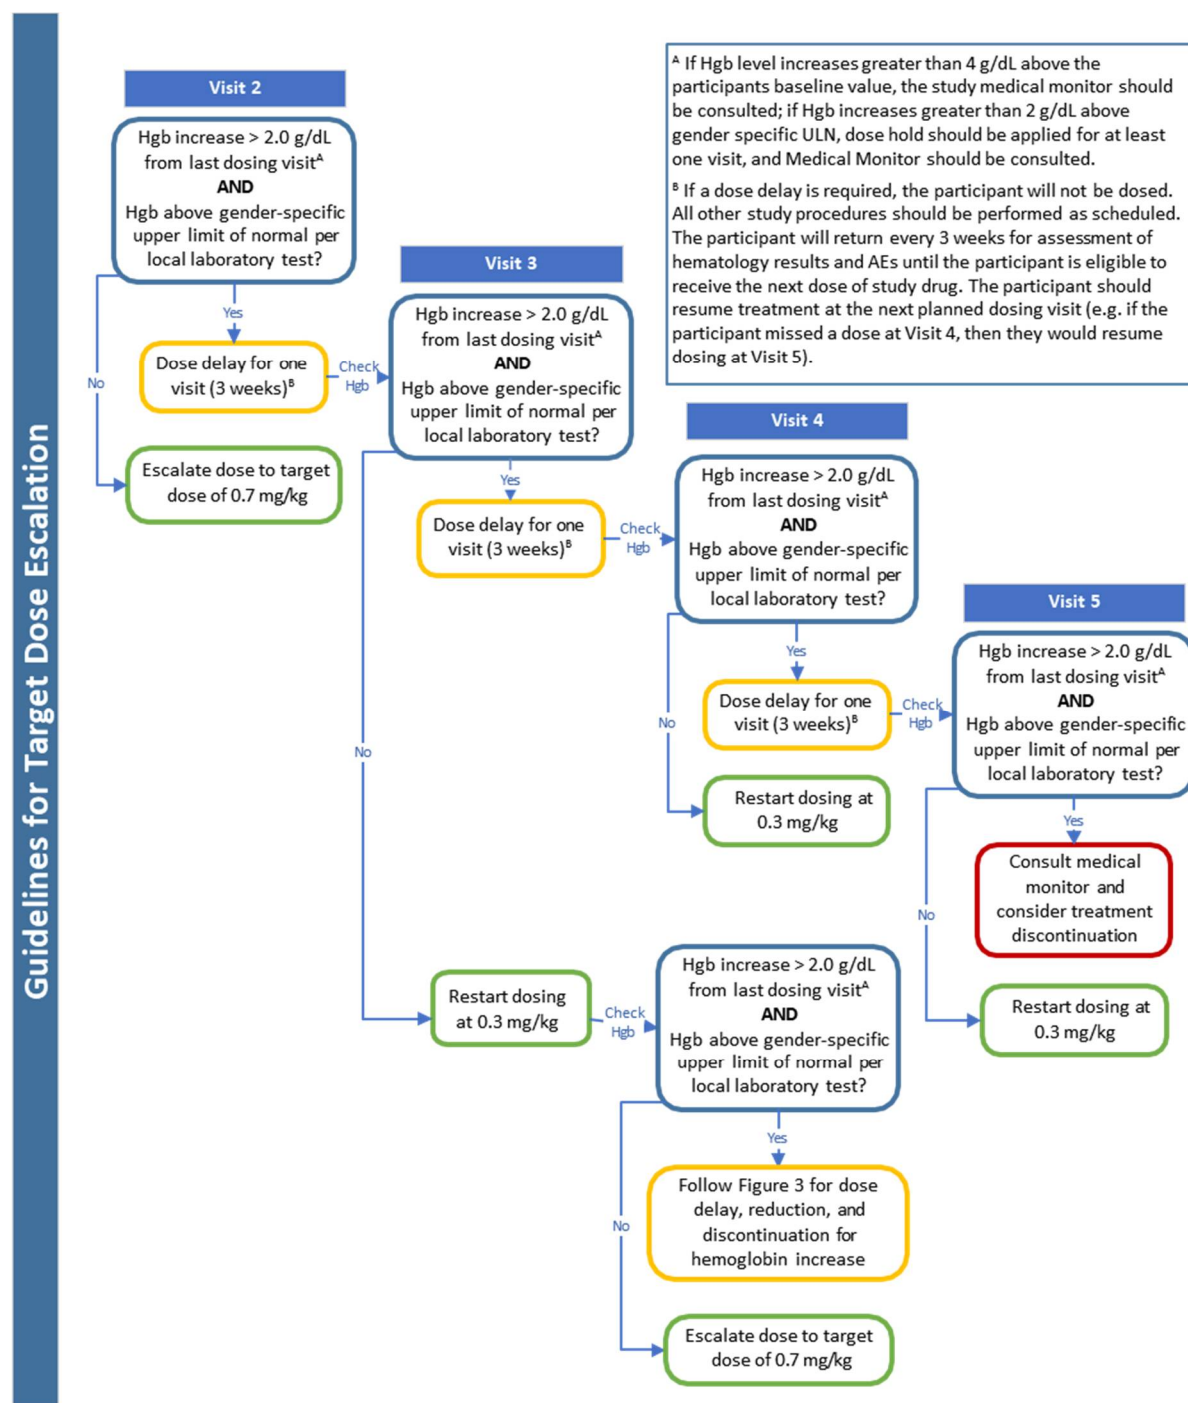 Guidelines for Target Dose Escalation
Visit 2
Hgb increase > 2.0 g/dL
from last dosing visitᴬ
AND
Hgb above gender-specific
upper limit of normal per
local laboratory test?
No
Yes
Dose delay for one
visit (3 weeks)ᴮ
Check
Hgb
Escalate dose to target
dose of 0.7 mg/kg
ᴬ If Hgb level increases greater than 4 g/dL above the
participants baseline value, the study medical monitor should
be consulted; if Hgb increases greater than 2 g/dL above
gender specific ULN, dose hold should be applied for at least
one visit, and Medical Monitor should be consulted.
ᴮ If a dose delay is required, the participant will not be dosed.
All other study procedures should be performed as scheduled.
The participant will return every 3 weeks for assessment of
hematology results and AEs until the participant is eligible to
receive the next dose of study drug. The participant should
resume treatment at the next planned dosing visit (e.g. if the
participant missed a dose at Visit 4, then they would resume
dosing at Visit 5).
Visit 3
Hgb increase > 2.0 g/dL
from last dosing visitᴬ
AND
Hgb above gender-specific
upper limit of normal per
local laboratory test?
No
Yes
Dose delay for one
visit (3 weeks)ᴮ
Check
Hgb
Visit 4
Hgb increase > 2.0 g/dL
from last dosing visitᴬ
AND
Hgb above gender-specific
upper limit of normal per
local laboratory test?
No
Yes
Dose delay for one
visit (3 weeks)ᴮ
Check
Hgb
Restart dosing at
0.3 mg/kg
Visit 5
Hgb increase > 2.0 g/dL
from last dosing visitᴬ
AND
Hgb above gender-specific
upper limit of normal per
local laboratory test?
No
Yes
Consult medical
monitor and
consider treatment
discontinuation
Restart dosing at
0.3 mg/kg
Restart dosing
at 0.3 mg/kg
Check
Hgb
Hgb increase > 2.0 g/dL
from last dosing visitᴬ
AND
Hgb above gender-specific
upper limit of normal per
local laboratory test?
No
Yes
Follow Figure 3 for dose
delay, reduction, and
discontinuation for
hemoglobin increase
Escalate dose to target
dose of 0.7 mg/kg